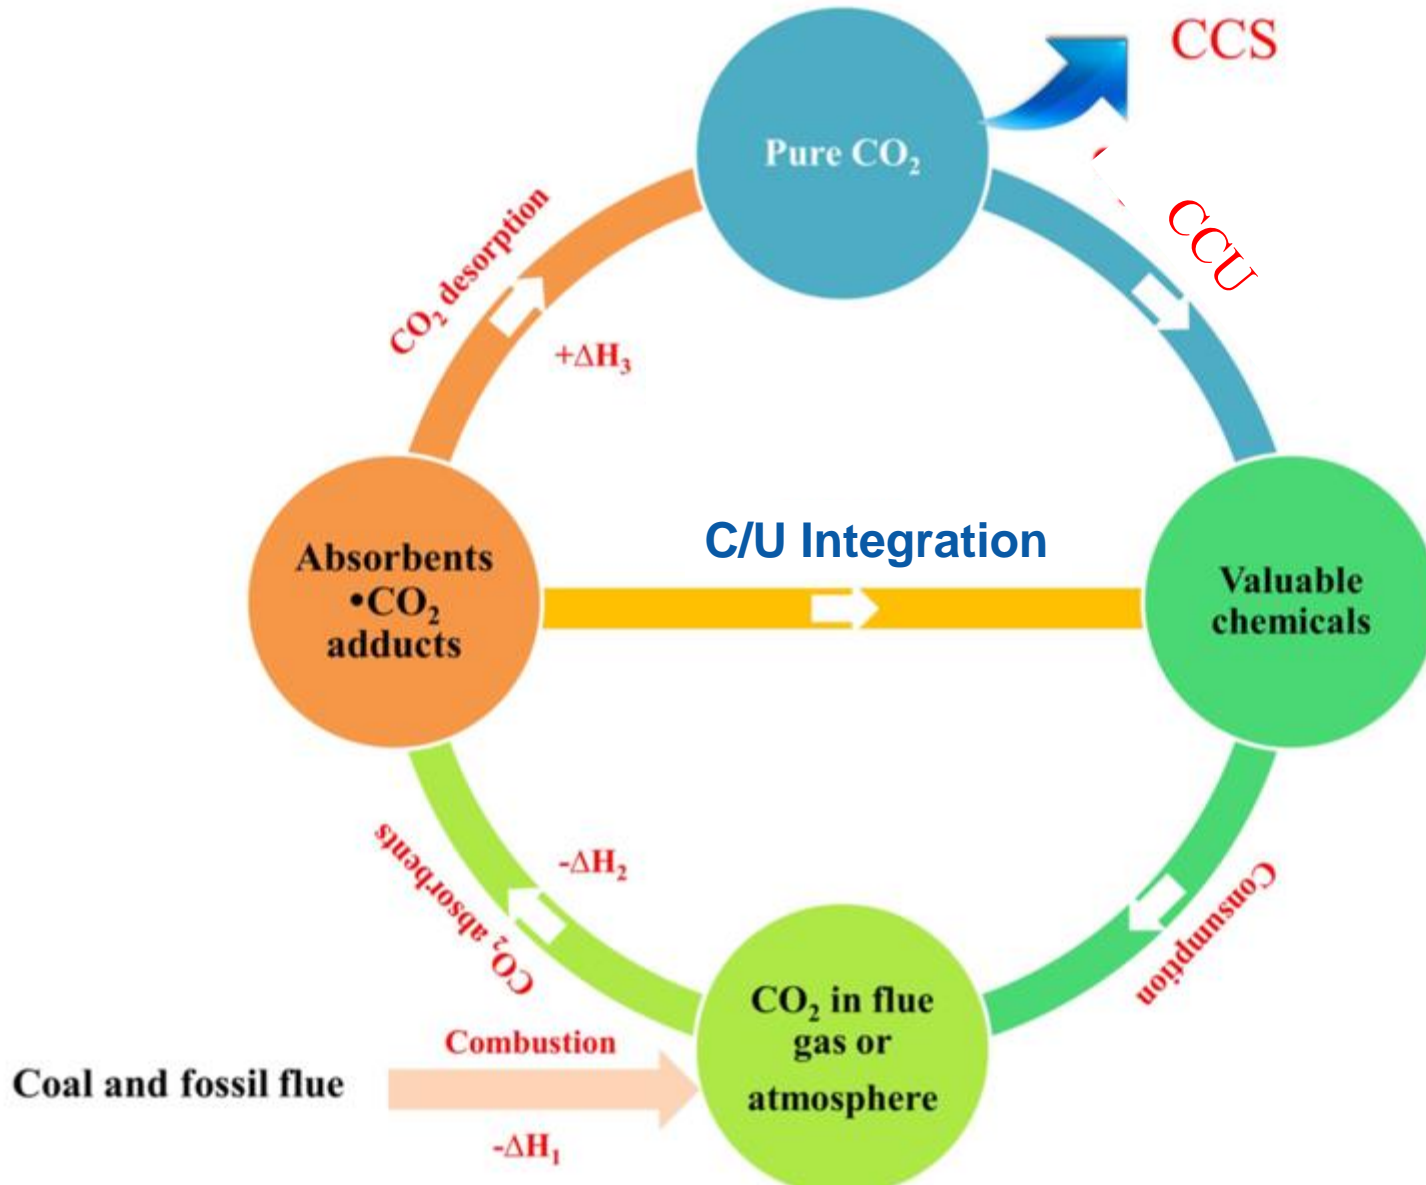 CCS
Pure CO₂
CCU
CO₂ desorption
+ΔH₃
C/U Integration
Absorbents
•CO₂
adducts
Valuable
chemicals
-ΔH₂
CO₂ absorbents
Consumption
CO₂ in flue
gas or
atmosphere
Combustion
Coal and fossil flue
-ΔH₁